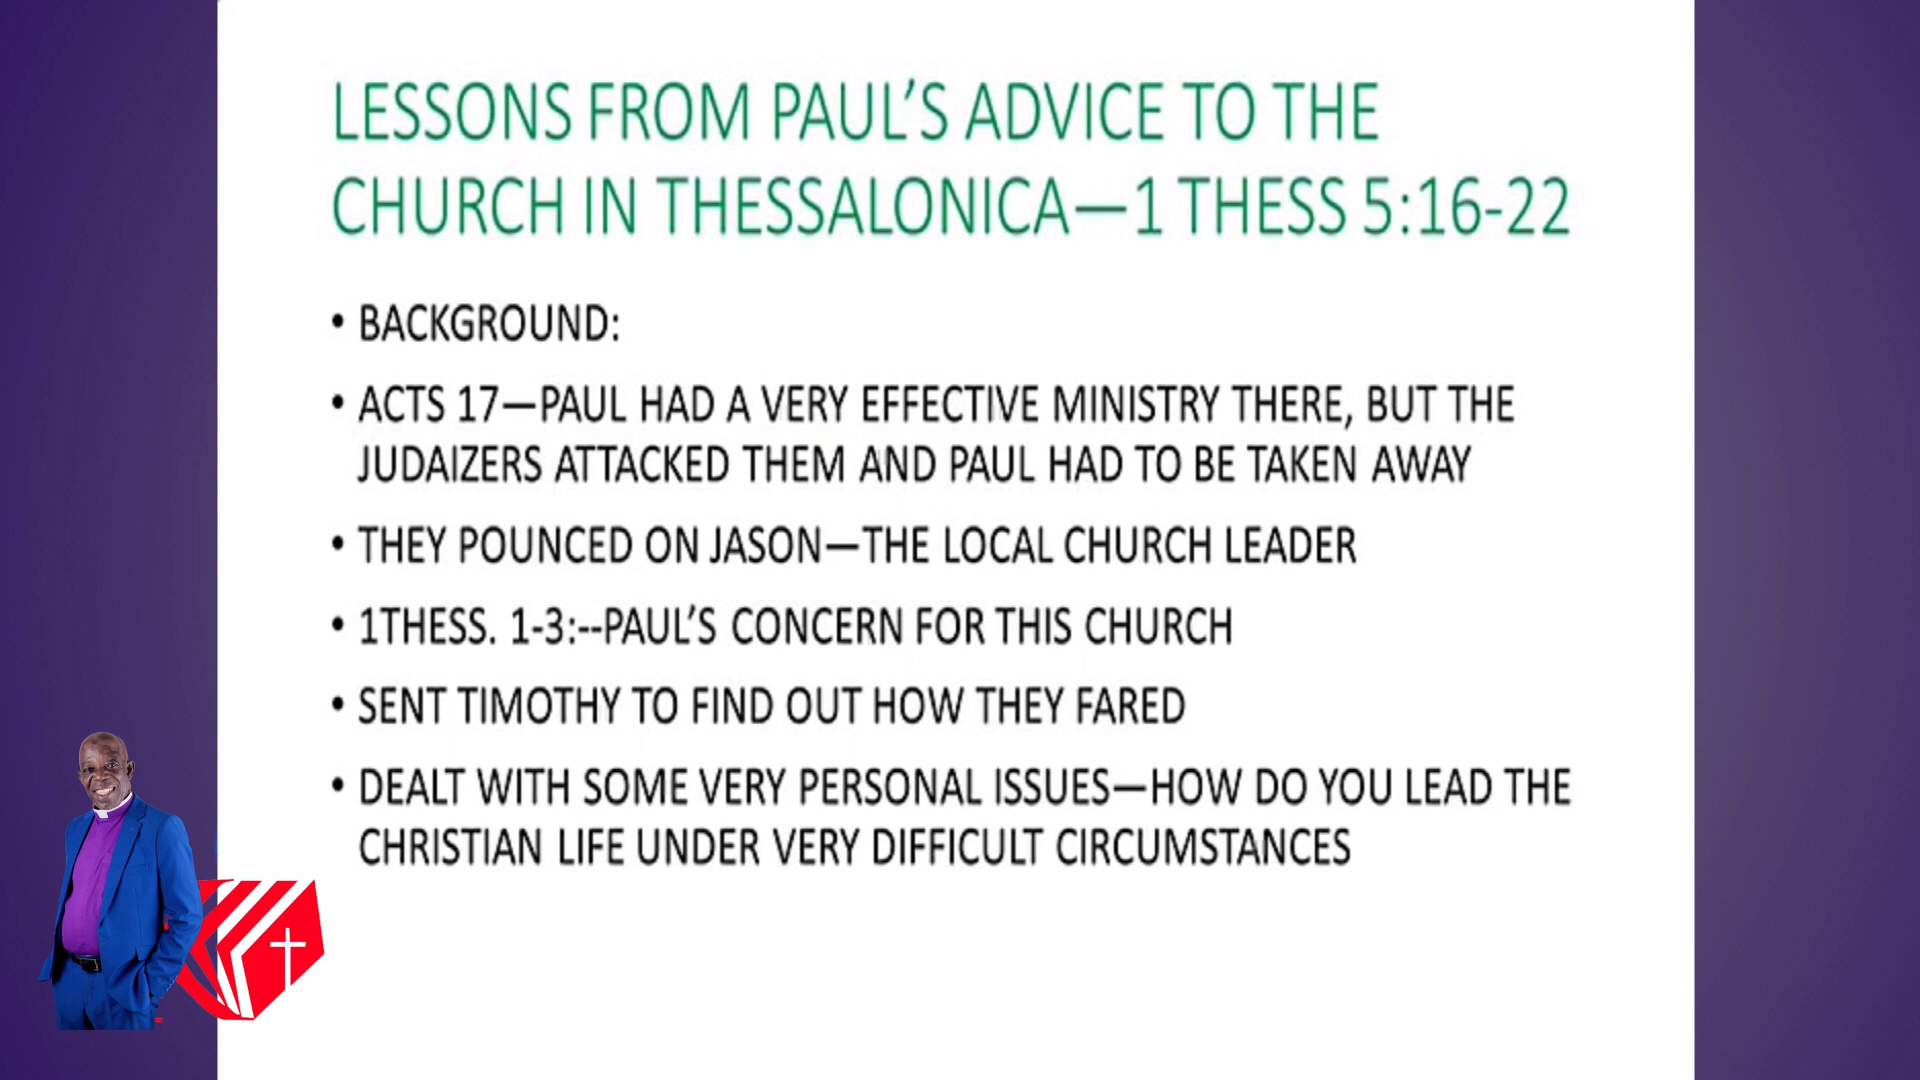 LESSONS FROM PAUL’S ADVICE TO THE
CHURCH IN THESSALONICA—1 THESS 5:16-22
• BACKGROUND:
• ACTS 17—PAUL HAD A VERY EFFECTIVE MINISTRY THERE, BUT THE
JUDAIZERS ATTACKED THEM AND PAUL HAD TO BE TAKEN AWAY
• THEY POUNCED ON JASON—THE LOCAL CHURCH LEADER
• 1THESS. 1-3:--PAUL’S CONCERN FOR THIS CHURCH
• SENT TIMOTHY TO FIND OUT HOW THEY FARED
• DEALT WITH SOME VERY PERSONAL ISSUES—HOW DO YOU LEAD THE
CHRISTIAN LIFE UNDER VERY DIFFICULT CIRCUMSTANCES